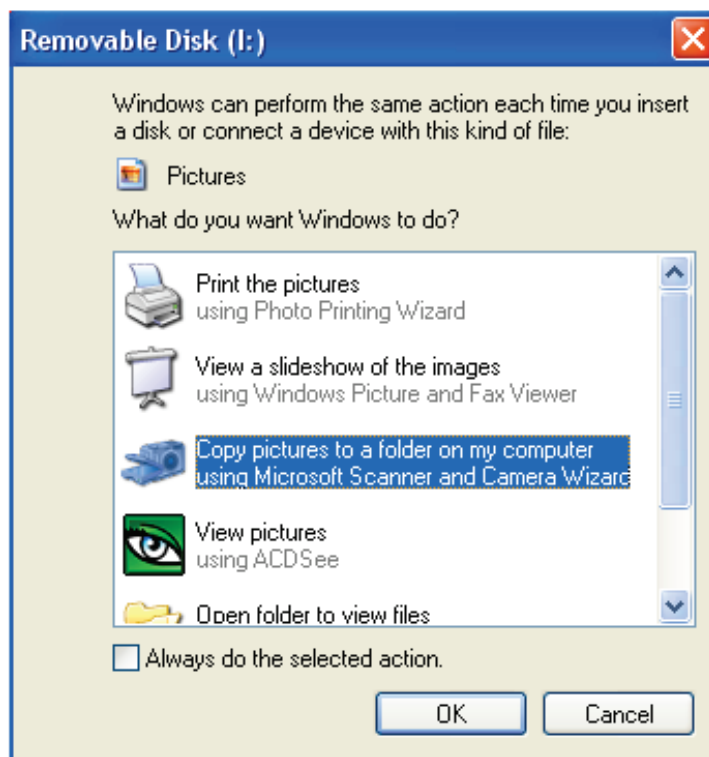 Removable Disk (I:)
Windows can perform the same action each time you insert
a disk or connect a device with this kind of file:
Pictures
What do you want Windows to do?
Print the pictures
using Photo Printing Wizard
View a slideshow of the images
using Windows Picture and Fax Viewer
Copy pictures to a folder on my computer
using Microsoft Scanner and Camera Wizard
View pictures
using ACDSee
Open folder to view files
Always do the selected action.
OK
Cancel